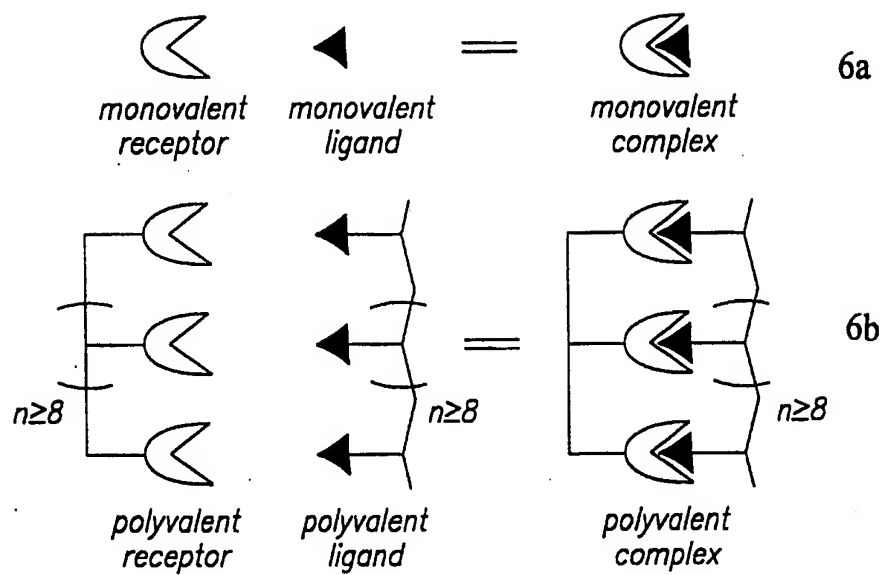 6a
monovalent receptor
monovalent ligand
monovalent complex
n≥8
n≥8
n≥8
6b
polyvalent receptor
polyvalent ligand
polyvalent complex